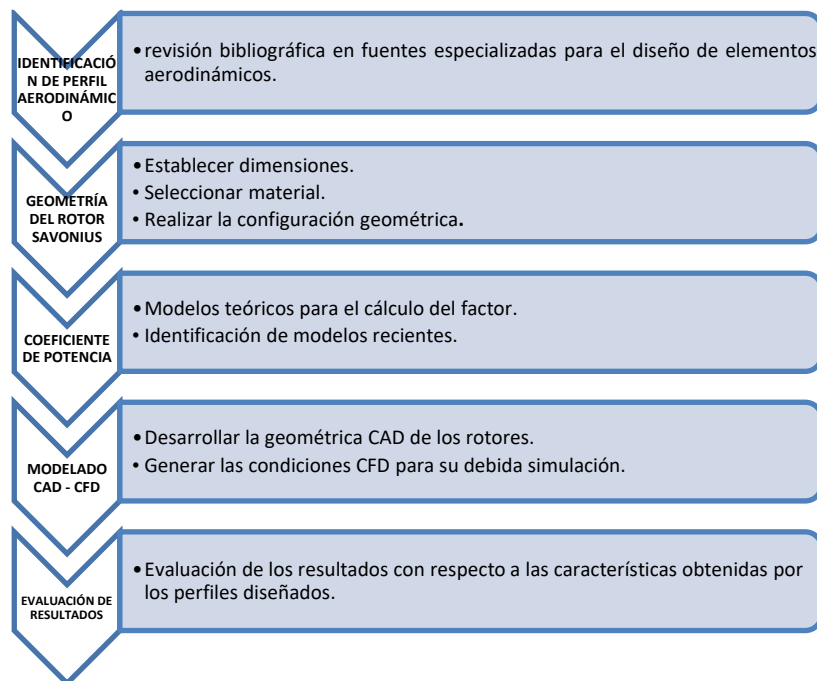 IDENTIFICACIÓ
N DE PERFIL
AERODINÁMIC
O
•revisión bibliográfica en fuentes especializadas para el diseño de elementos
aerodinámicos.
GEOMETRÍA
DEL ROTOR
SAVONIUS
•Establecer dimensiones.
• Seleccionar material.
• Realizar la configuración geométrica.
COEFICIENTE
DE POTENCIA
•Modelos teóricos para el cálculo del factor.
• Identificación de modelos recientes.
MODELADO
CAD - CFD
•Desarrollar la geométrica CAD de los rotores.
• Generar las condiciones CFD para su debida simulación.
EVALUACIÓN DE
RESULTADOS
•Evaluación de los resultados con respecto a las características obtenidas por
los perfiles diseñados.